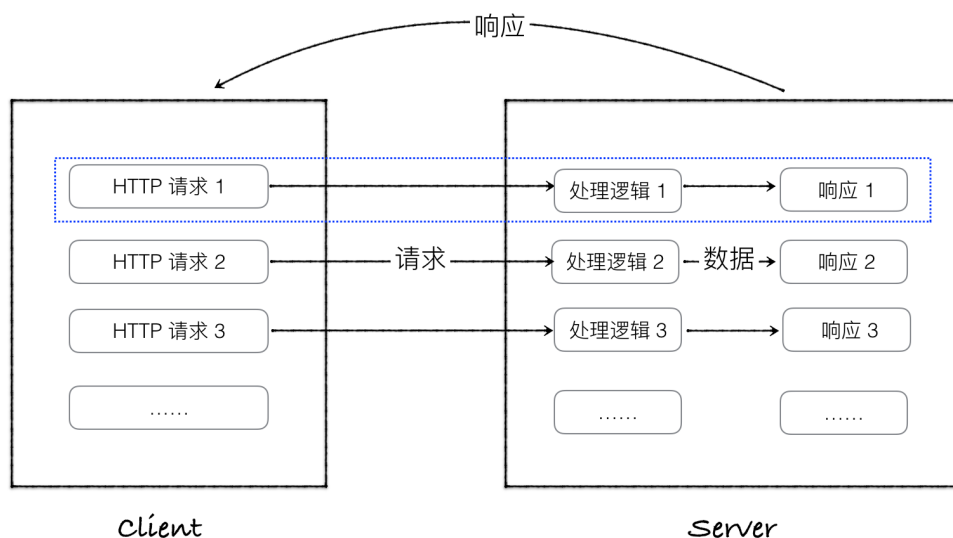 响应
HTTP 请求 1
处理逻辑 1
响应 1
HTTP 请求 2
请求
处理逻辑 2
数据
响应 2
HTTP 请求 3
处理逻辑 3
响应 3
......
......
......
Client
Server